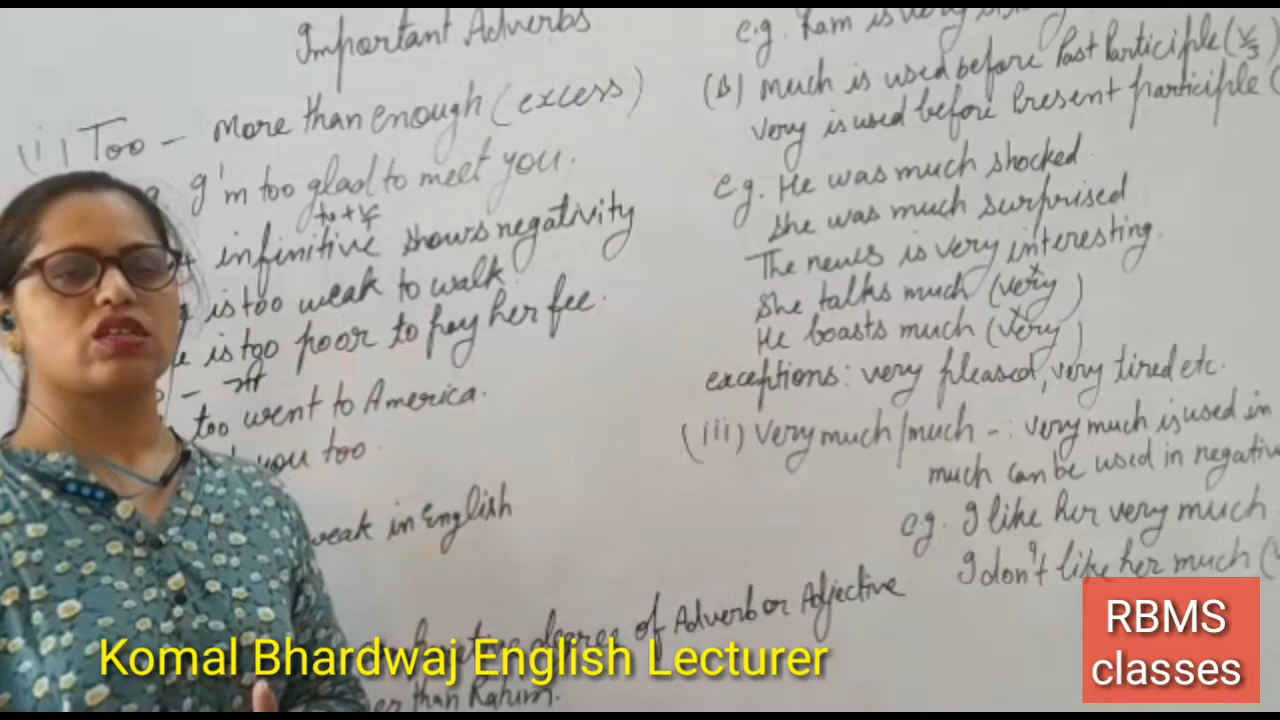 Important Adverbs
(i) Too - More than enough (excess)
I'm too glad to meet you.
to + V
infinitive shows negativity
is too weak to walk
is too poor to pay her fee.
too went to America.
you too.
weak in English
degree of Adverb or Adjective
than
e.g. Ram is very
(B) Much is used before Past Participle (V3)
very is used before Present participle (
e.g. He was much shocked
She was much surprised
The news is very interesting.
She talks much (very)
He boasts much (very)
exceptions: very pleased, very tired etc.
(iii) Very much/much -: very much is used in
much can be used in negative
e.g. I like her very much
I don't like her much (
Komal Bhardwaj English Lecturer
RBMS
classes